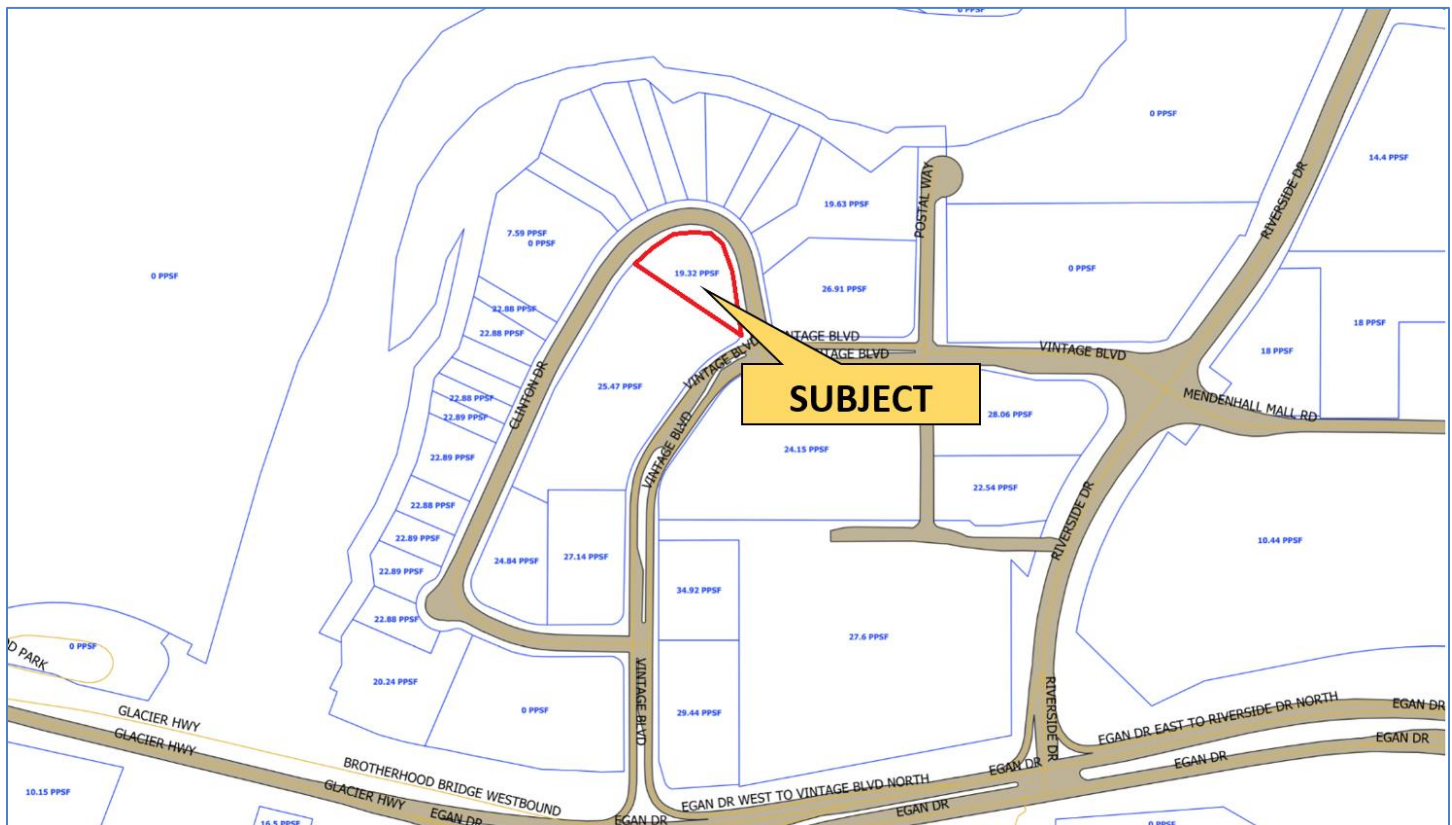 0 PPSF
0 PPSF
14.4 PPSF
POSTAL WAY
RIVERSIDE DR
19.63 PPSF
7.59 PPSF
0 PPSF
0 PPSF
19.32 PPSF
0 PPSF
26.91 PPSF
22.88 PPSF
22.88 PPSF
VINTAGE BLVD
VINTAGE BLVD
VINTAGE BLVD
VINTAGE BLVD
18 PPSF
18 PPSF
25.47 PPSF
SUBJECT
CLINTON DR
22.88 PPSF
22.89 PPSF
MENDENHALL MALL RD
28.06 PPSF
VINTAGE BLVD
24.15 PPSF
22.89 PPSF
22.54 PPSF
22.88 PPSF
22.89 PPSF
RIVERSIDE DR
10.44 PPSF
24.84 PPSF
27.14 PPSF
22.89 PPSF
34.92 PPSF
22.88 PPSF
27.6 PPSF
0 PPSF
PARK
20.24 PPSF
VINTAGE BLVD
RIVERSIDE DR
0 PPSF
29.44 PPSF
GLACIER HWY
GLACIER HWY
EGAN DR EAST TO RIVERSIDE DR NORTH
EGAN DR
EGAN DR
EGAN DR
EGAN DR
BROTHERHOOD BRIDGE WESTBOUND
EGAN DR WEST TO VINTAGE BLVD NORTH
10.15 PPSF
GLACIER HWY
EGAN DR
EGAN DR
EGAN DR
16.5 PPSF
0 PPSF